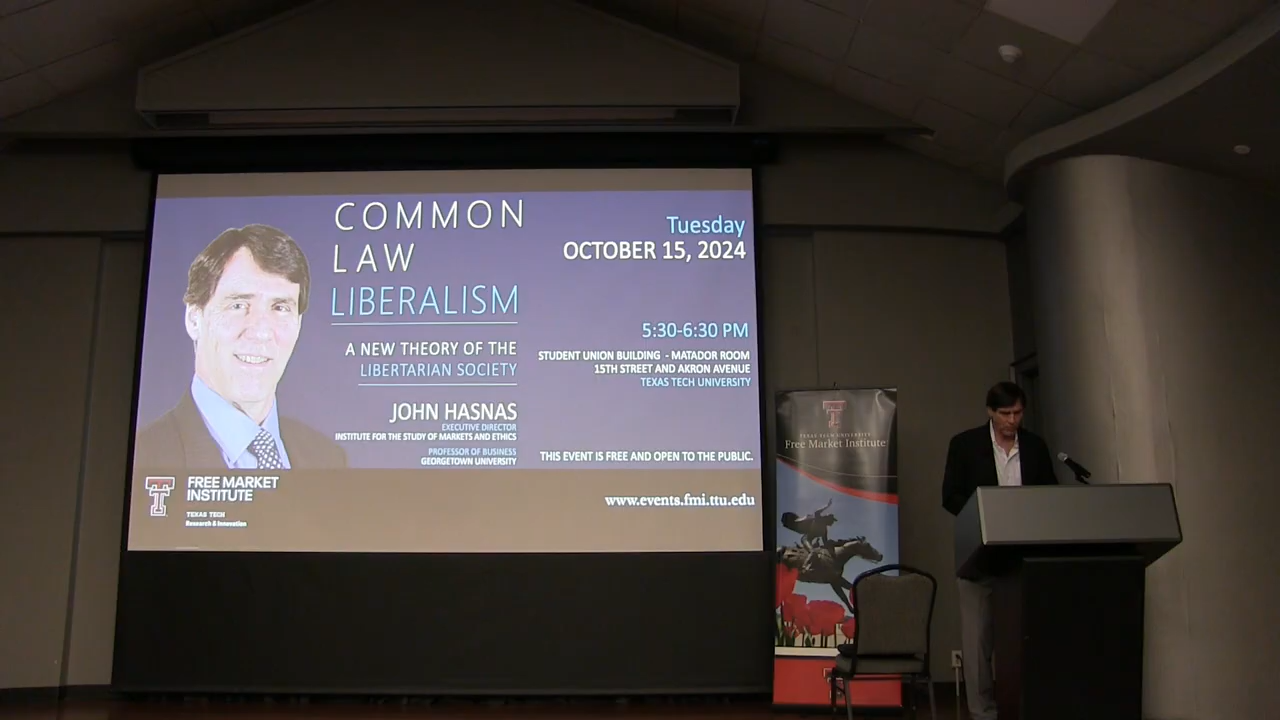 COMMON
LAW
LIBERALISM
A NEW THEORY OF THE
LIBERTARIAN SOCIETY
JOHN HASNAS
EXECUTIVE DIRECTOR
INSTITUTE FOR THE STUDY OF MARKETS AND ETHICS
PROFESSOR OF BUSINESS
GEORGETOWN UNIVERSITY
Tuesday
OCTOBER 15, 2024
5:30-6:30 PM
STUDENT UNION BUILDING - MATADOR ROOM
15TH STREET AND AKRON AVENUE
TEXAS TECH UNIVERSITY
THIS EVENT IS FREE AND OPEN TO THE PUBLIC.
FREE MARKET
INSTITUTE
TEXAS TECH
Research & Innovation
www.events.fmi.ttu.edu
TEXAS TECH UNIVERSITY
Free Market Institute